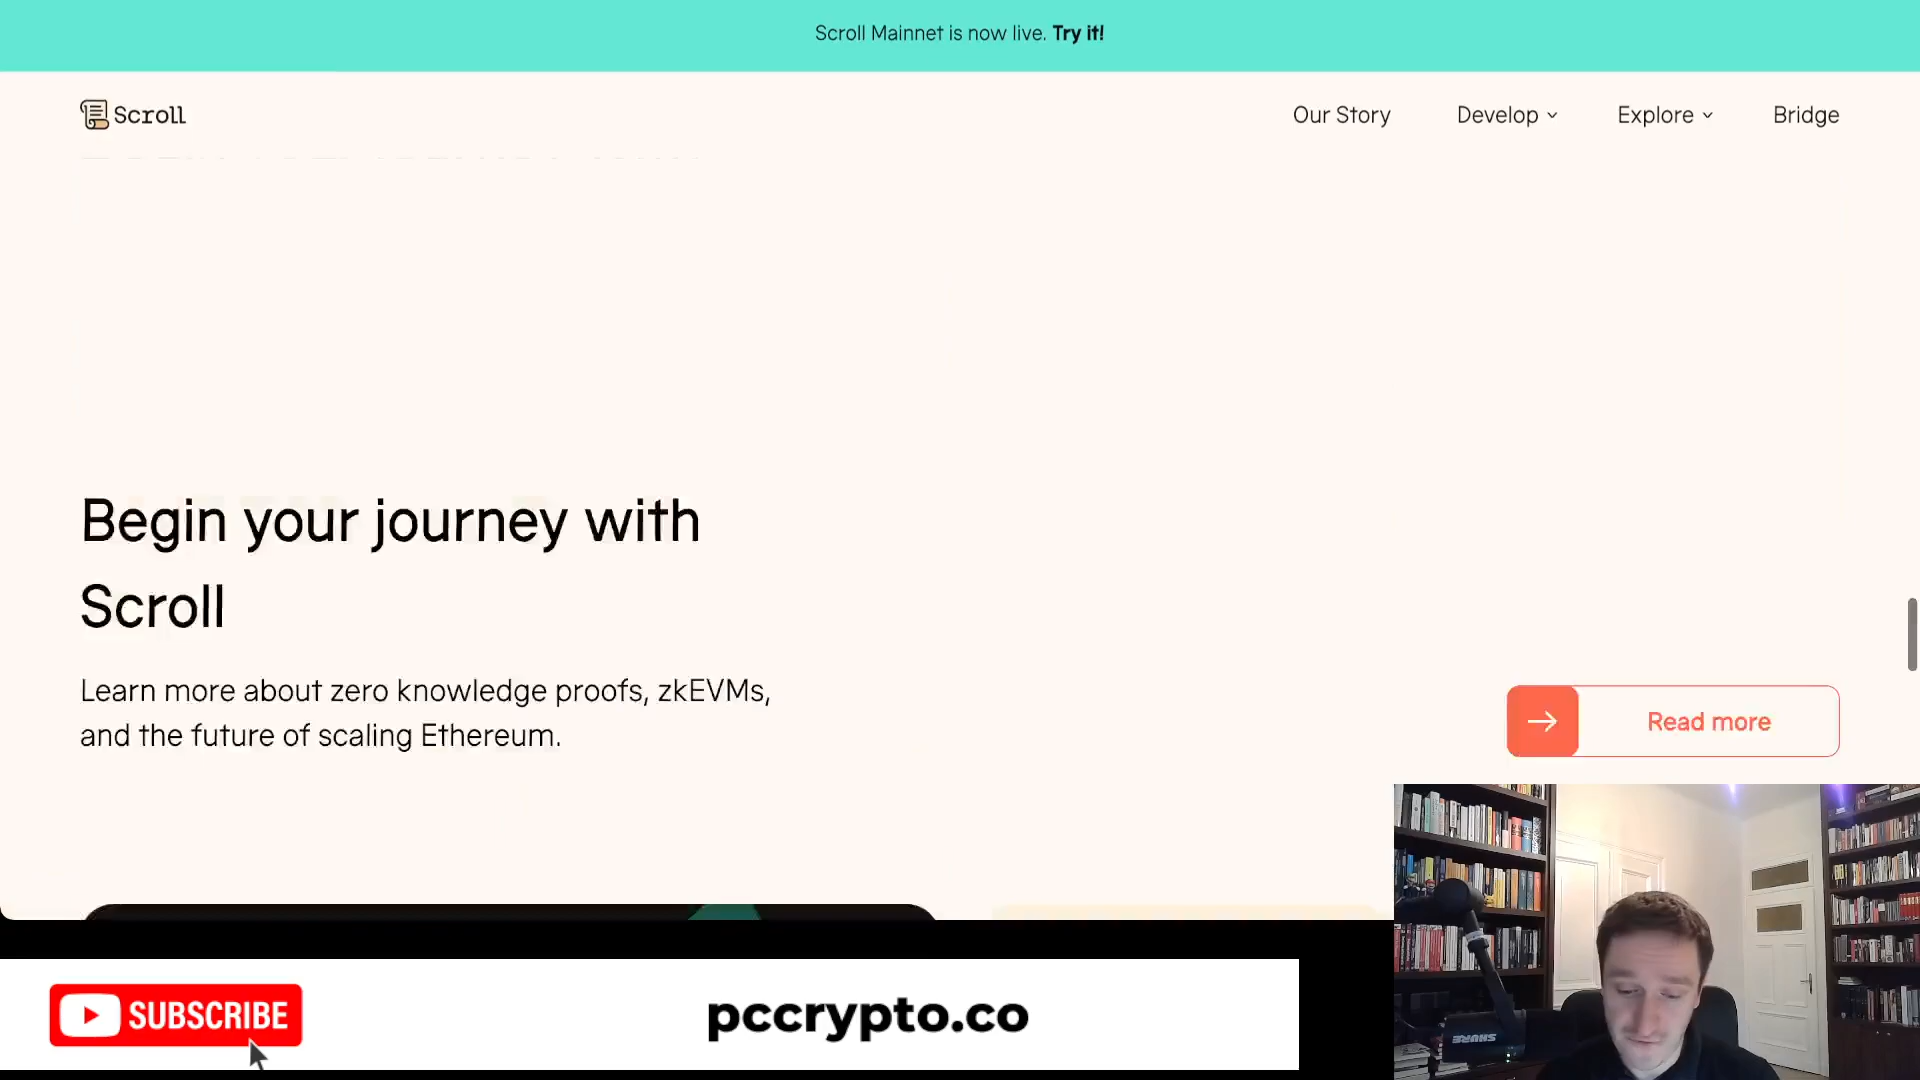 Scroll Mainnet is now live. Try it!
Scroll
Our Story
Develop
Explore
Bridge
Begin your journey with
Scroll
Learn more about zero knowledge proofs, zkEVMs,
and the future of scaling Ethereum.
Read more
SUBSCRIBE
pccrypto.co
SHURE